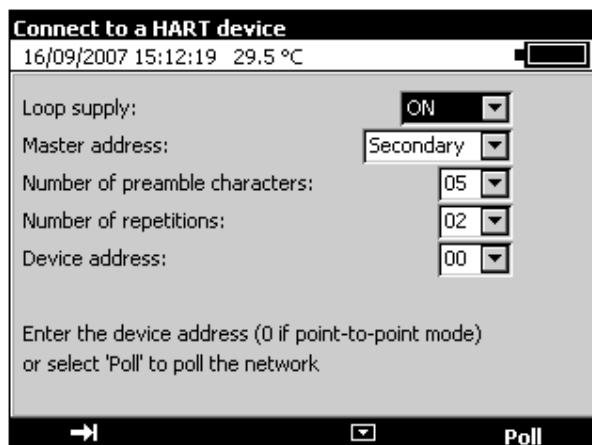 Connect to a HART device
16/09/2007 15:12:19 29.5 °C
Loop supply: ON
Master address: Secondary
Number of preamble characters: 05
Number of repetitions: 02
Device address: 00
Enter the device address (0 if point-to-point mode)
or select 'Poll' to poll the network
Poll